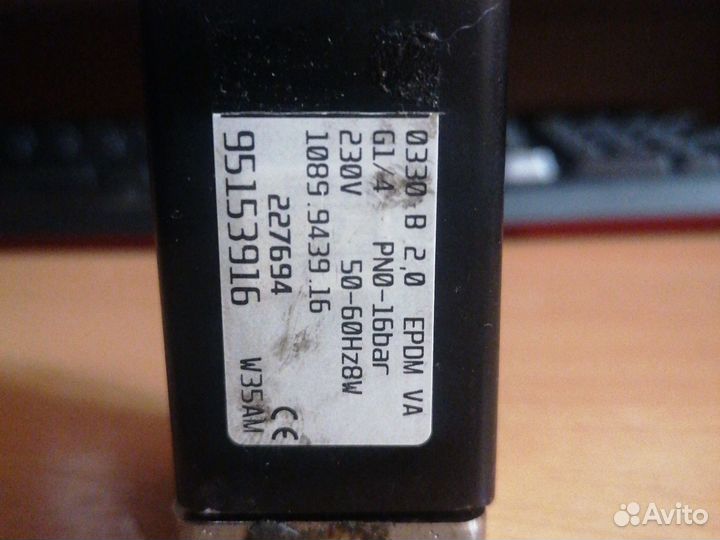 0330 B 2,0 EPDM VA
G1/4 PN0-16bar
230V 50-60Hz8W
1089.9439.16
227694
95153916 W35AM
CE
Avito